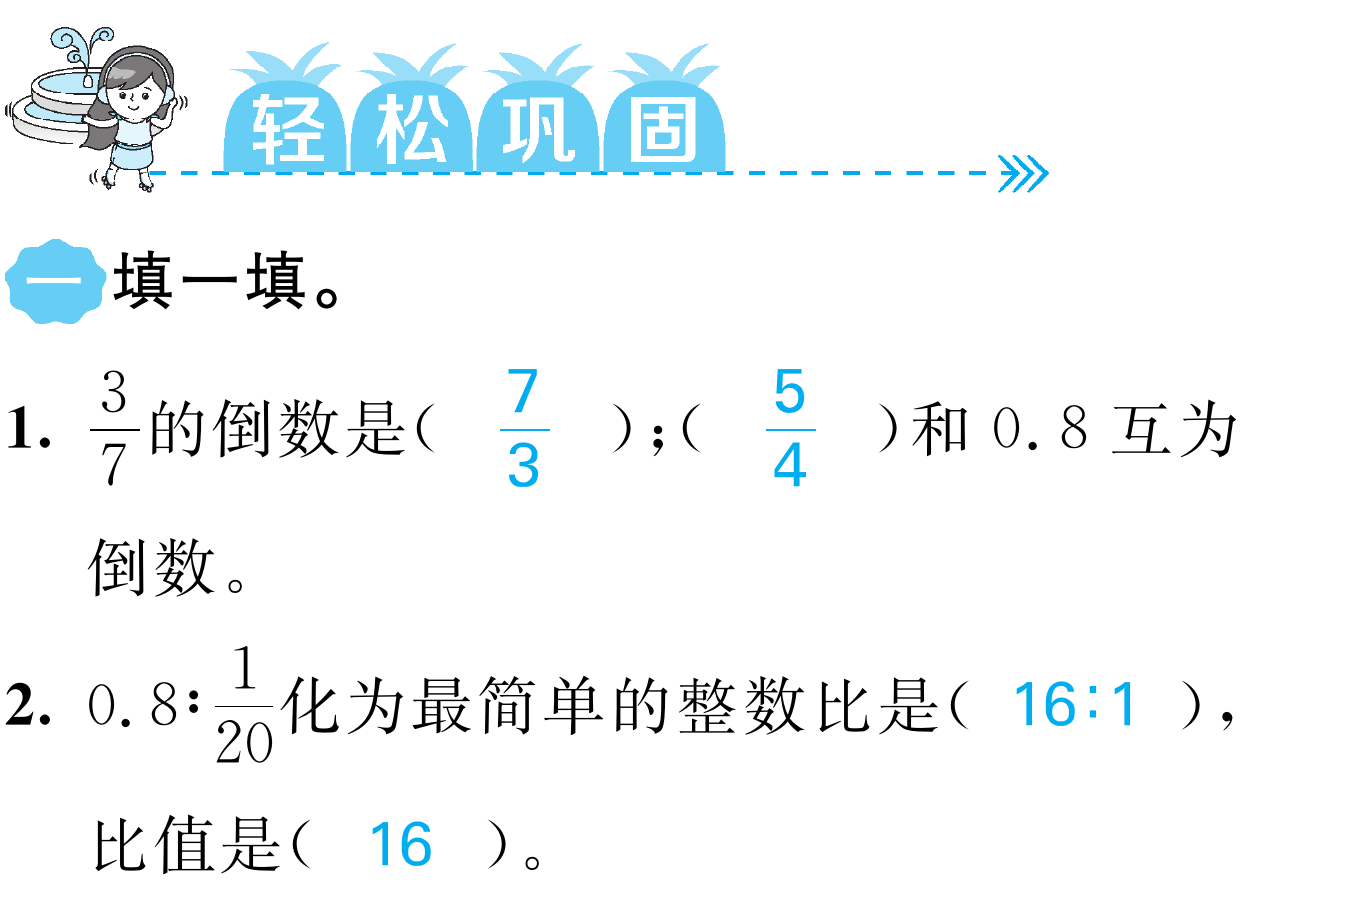 轻松巩固
一 填一填。
1. 3/7的倒数是( 7/3 );( 5/4 )和 0.8 互为
倒数。
2. 0.8∶1/20化为最简单的整数比是( 16∶1 ),
比值是( 16 )。